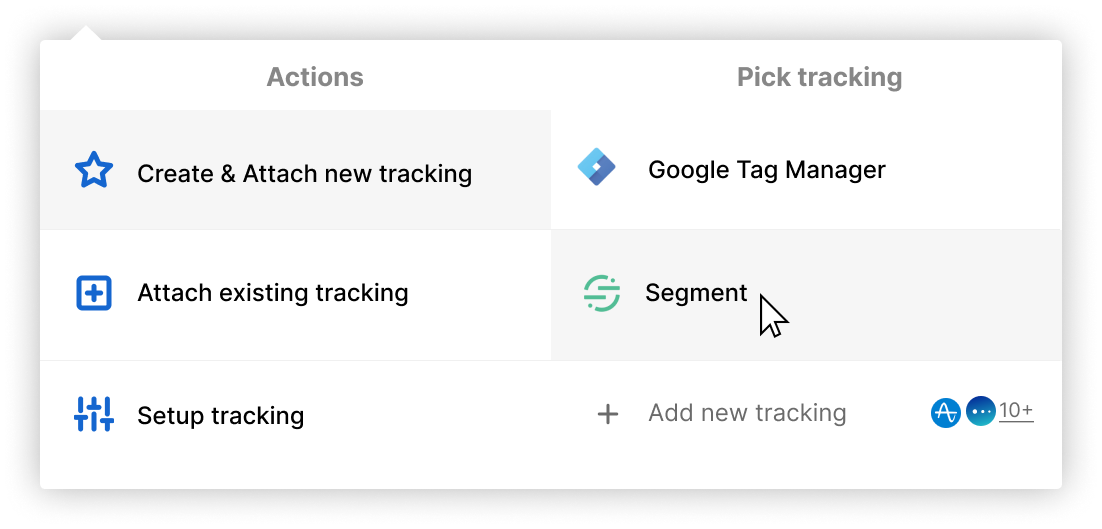 Actions
Pick tracking
Create & Attach new tracking
Google Tag Manager
Attach existing tracking
Segment
Setup tracking
Add new tracking
10+